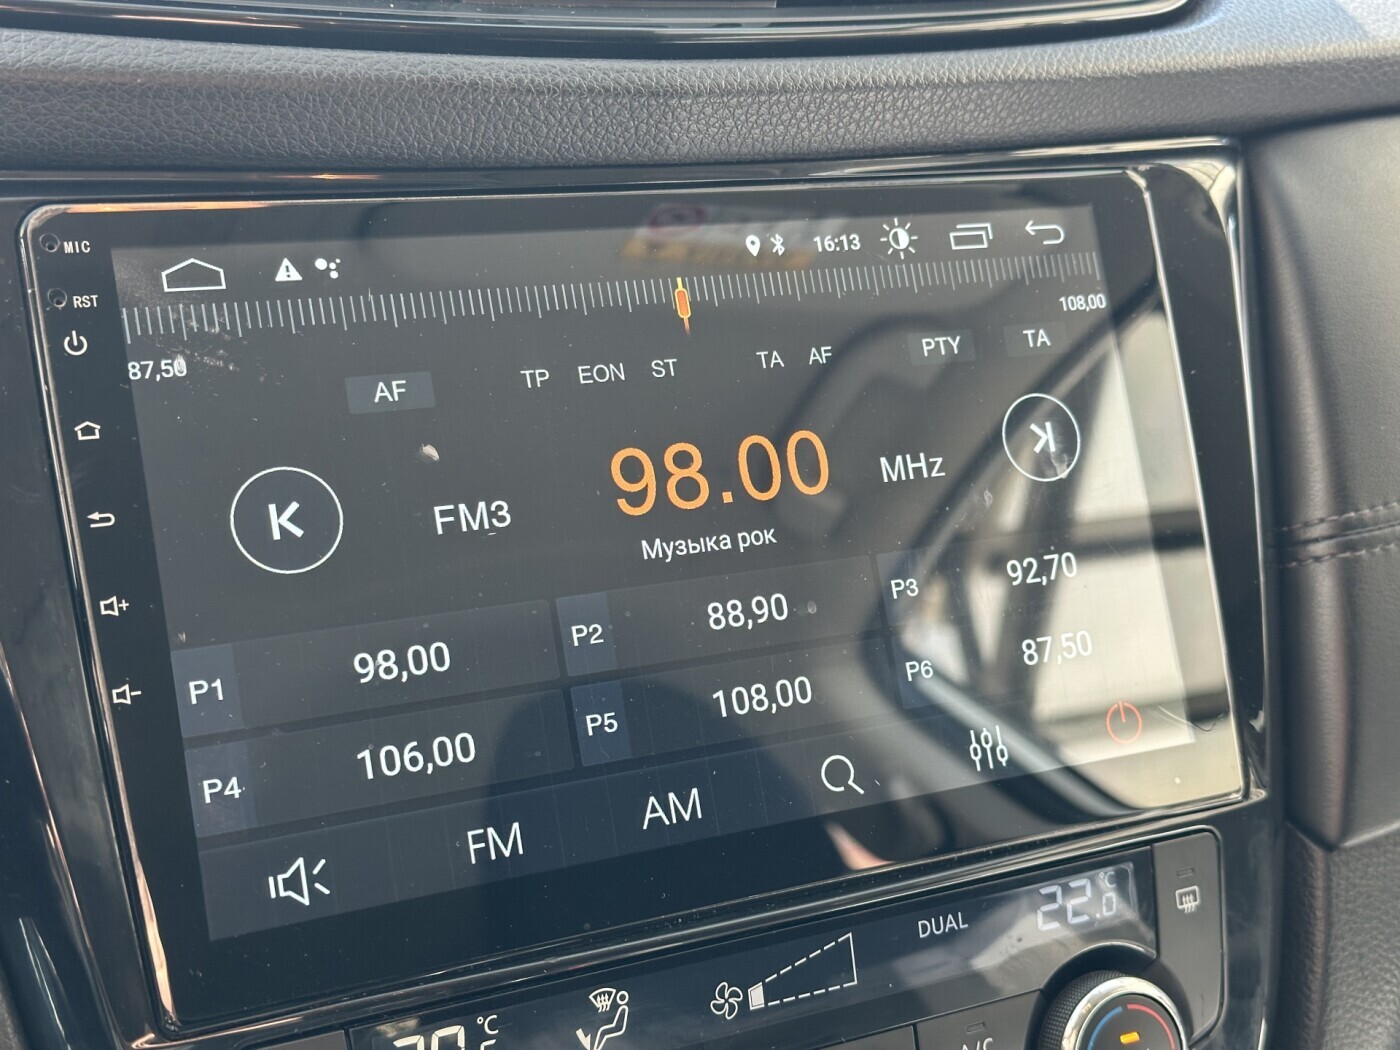 MIC
16:13
RST
87,50
108,00
AF
TP EON ST TA AF PTY TA
FM3 98.00 MHz
Музыка рок
P1 98,00
P2 88,90
P3 92,70
P4 106,00
P5 108,00
P6 87,50
FM AM
DUAL 22.0 °C
°C
A/C